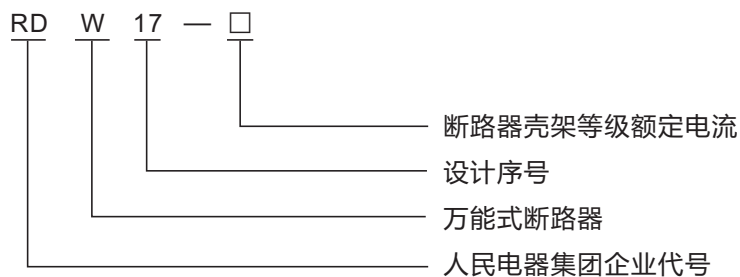 RD W 17 — □
断路器壳架等级额定电流
设计序号
万能式断路器
人民电器集团企业代号